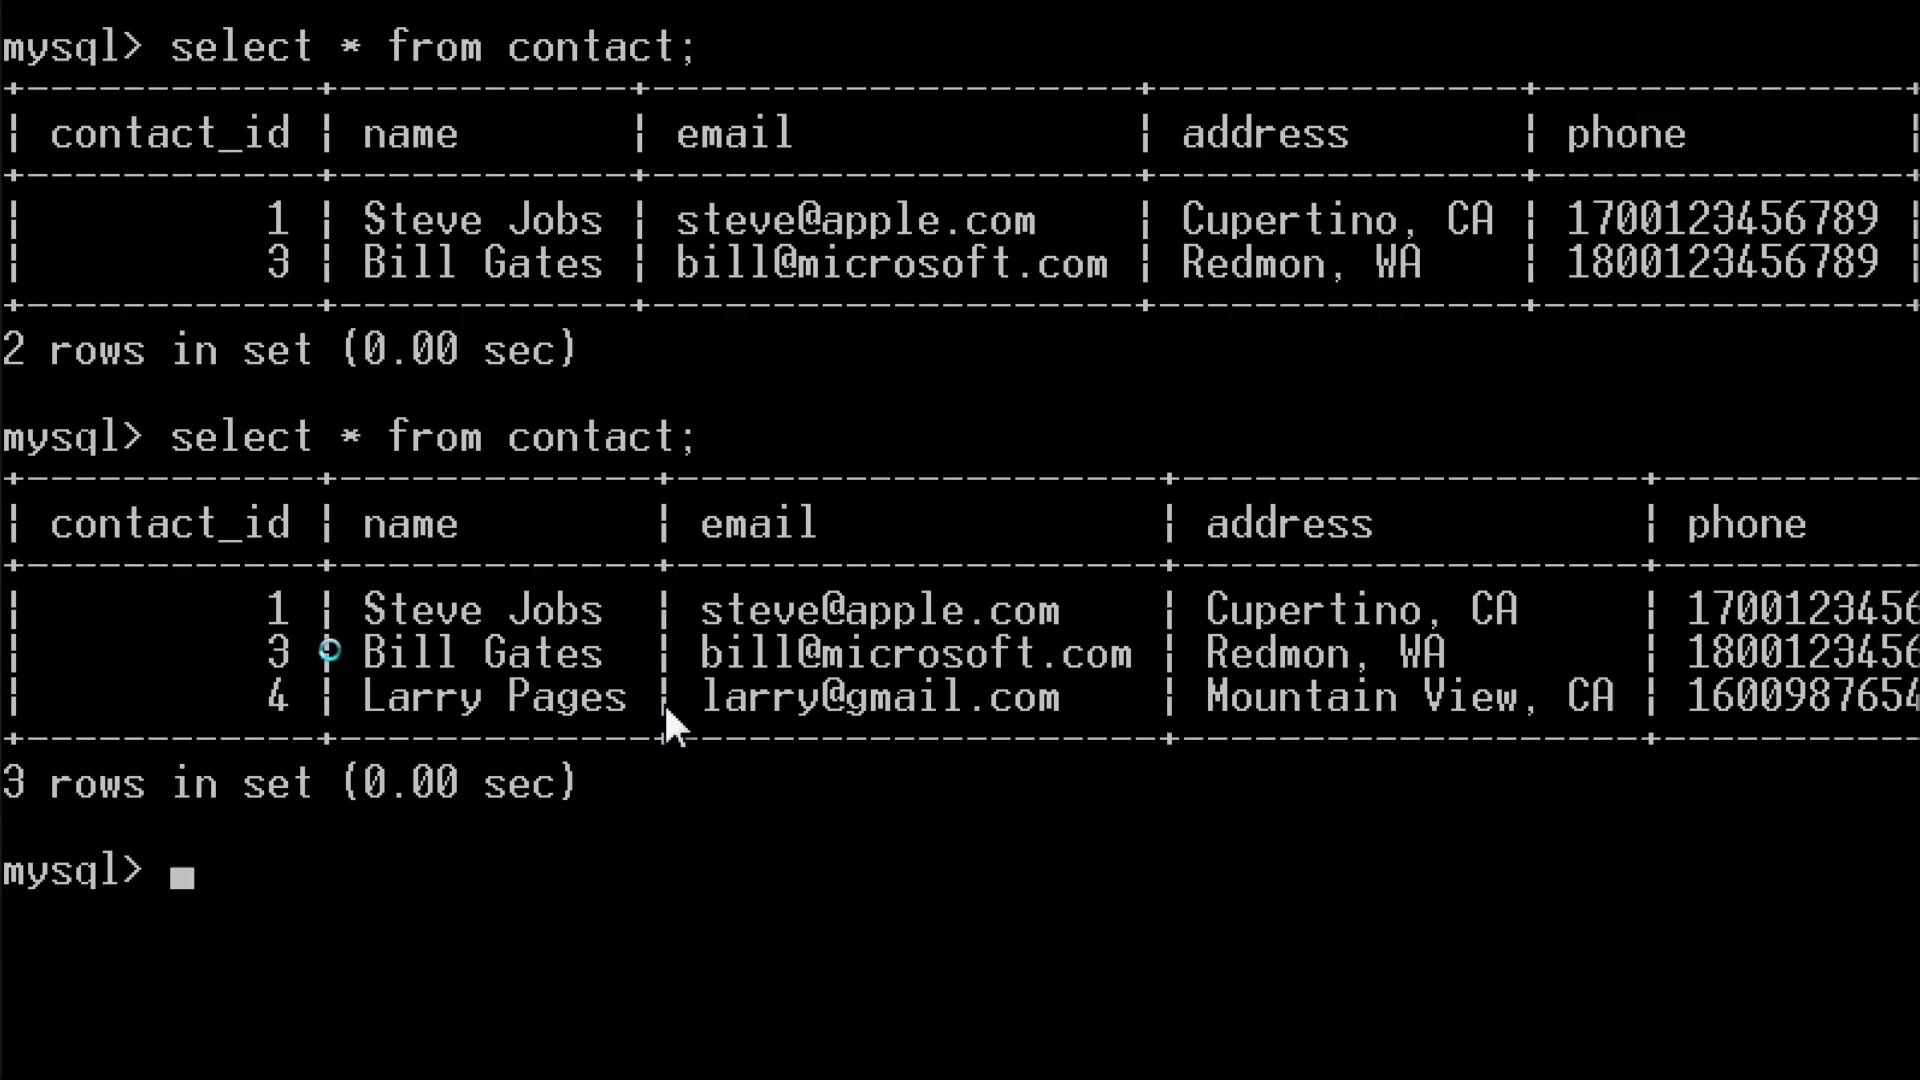 mysql> select * from contact;
+------------+------------+--------------------+---------------+---------------+
| contact_id | name       | email              | address       | phone         |
+------------+------------+--------------------+---------------+---------------+
|          1 | Steve Jobs | steve@apple.com    | Cupertino, CA | 1700123456789 |
|          3 | Bill Gates | bill@microsoft.com | Redmon, WA    | 1800123456789 |
+------------+------------+--------------------+---------------+---------------+
2 rows in set (0.00 sec)
mysql> select * from contact;
+------------+-------------+--------------------+-------------------+-----------
| contact_id | name        | email              | address           | phone
+------------+-------------+--------------------+-------------------+-----------
|          1 | Steve Jobs  | steve@apple.com    | Cupertino, CA     | 1700123456
|          3 | Bill Gates  | bill@microsoft.com | Redmon, WA        | 1800123456
|          4 | Larry Pages | larry@gmail.com    | Mountain View, CA | 1600987654
+------------+-------------+--------------------+-------------------+-----------
3 rows in set (0.00 sec)
mysql>